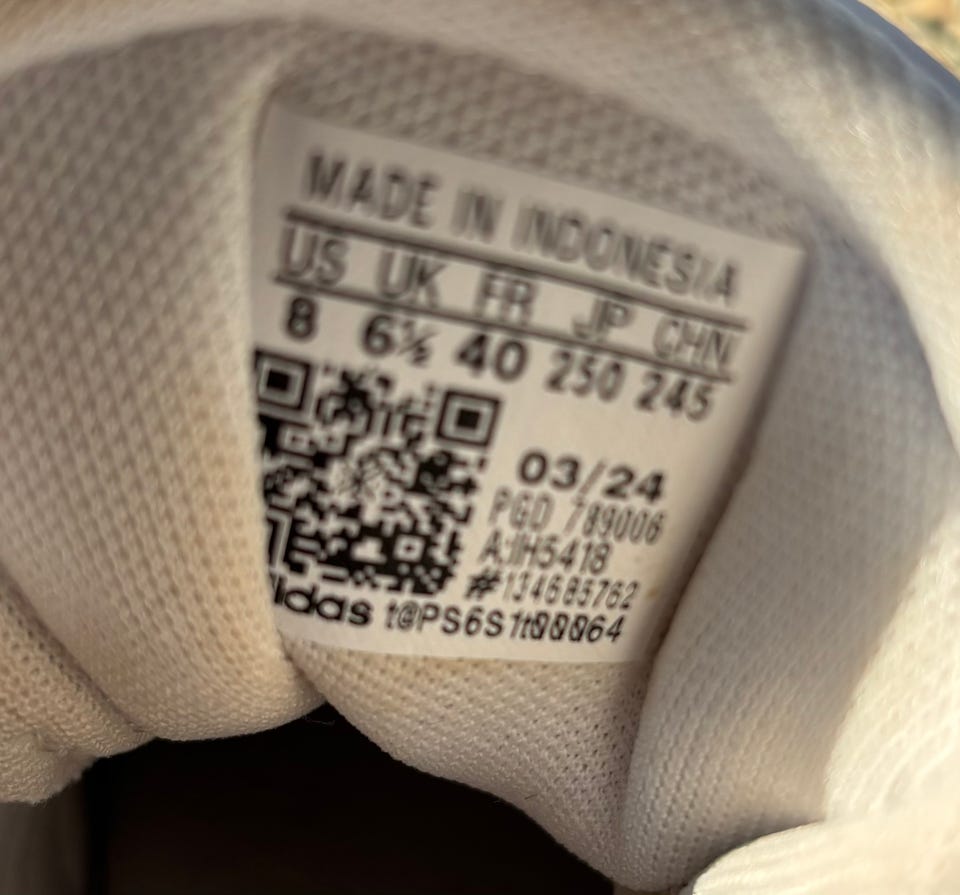 MADE IN INDONESIA
US UK FR JP CHN
8 6½ 40 250 245
03/24
PGD 789006
A:IH5418
#134685762
adidas t@PS6S1t00064